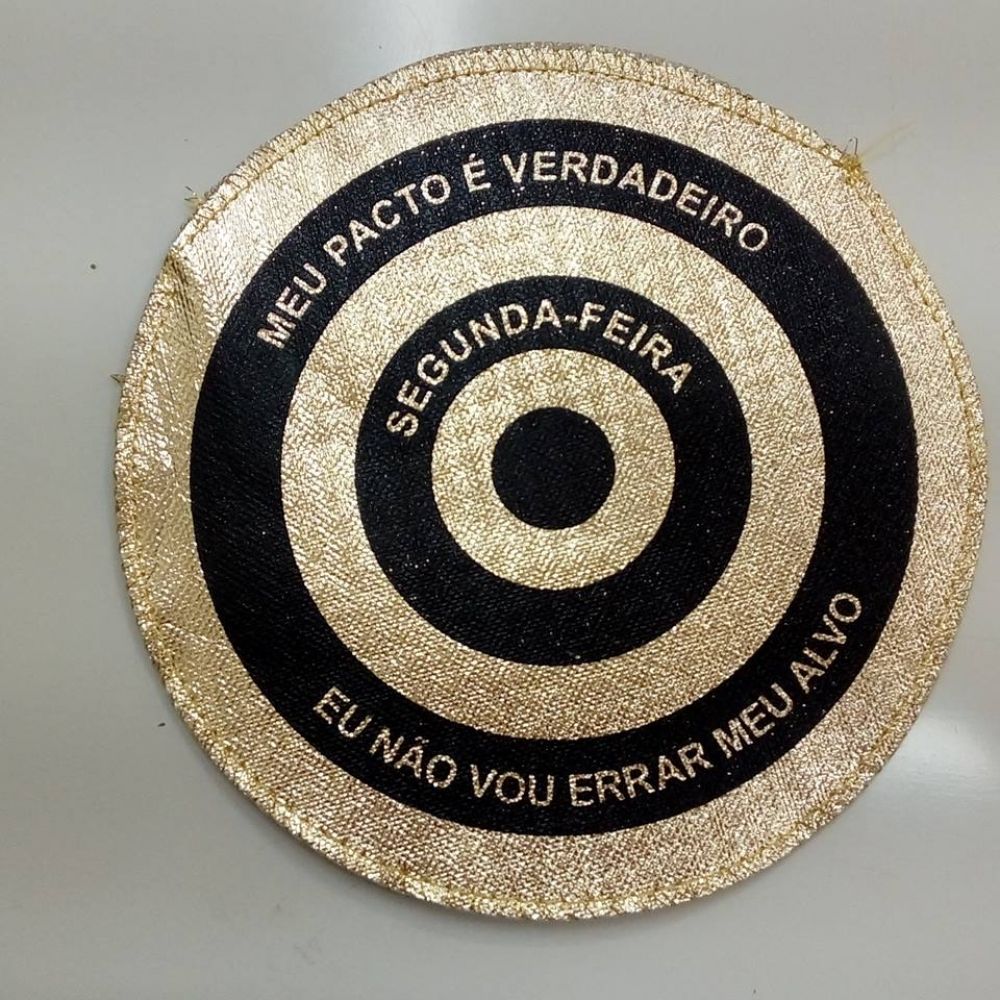 MEU PACTO É VERDADEIRO
SEGUNDA-FEIRA
EU NÃO VOU ERRAR MEU ALVO